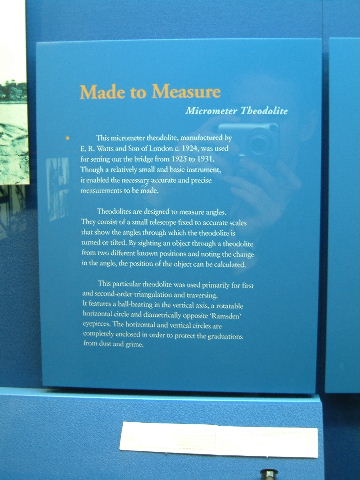 Made to Measure
Micrometer Theodolite
This micrometer theodolite, manufactured by
E. R. Watts and Son of London c. 1924, was used
for setting out the bridge from 1925 to 1931.
Though a relatively small and basic instrument,
it enabled the necessary accurate and precise
measurements to be made.
Theodolites are designed to measure angles.
They consist of a small telescope fixed to accurate scales
that show the angles through which the theodolite is
turned or tilted. By sighting an object through a theodolite
from two different known positions and noting the change
in the angle, the position of the object can be calculated.
This particular theodolite was used primarily for first
and second-order triangulation and traversing.
It features a ball-bearing in the vertical axis, a rotatable
horizontal circle and diametrically opposite 'Ramsden'
eyepieces. The horizontal and vertical circles are
completely enclosed in order to protect the graduations
from dust and grime.